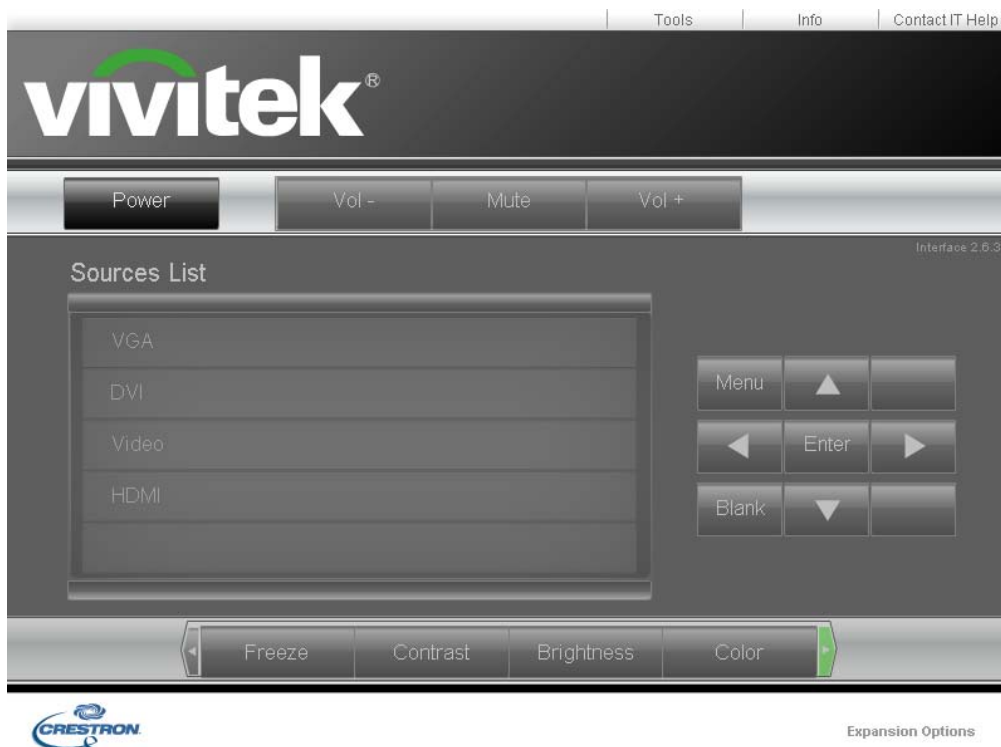 Tools Info Contact IT Help
vivitek®
Power Vol - Mute Vol +
Interface 2.6.3
Sources List
VGA
DVI
Video
HDMI
Menu
Enter
Blank
Freeze Contrast Brightness Color
CRESTRON
Expansion Options